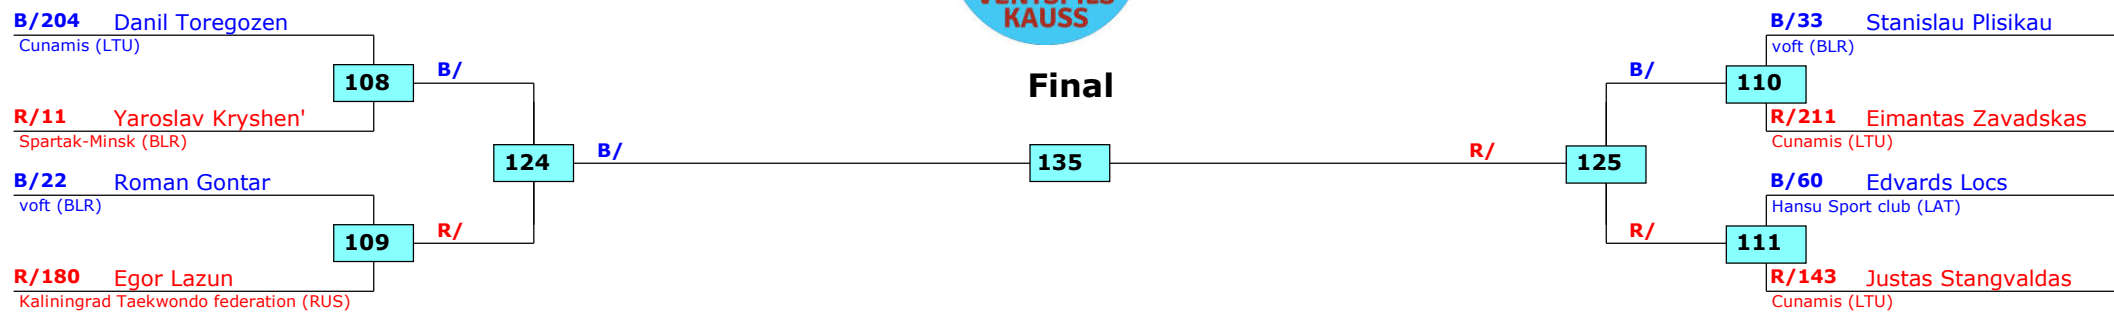 VENTSPILS
KAUSS
Final
B/204 Danil Toregozen
Cunamis (LTU)
108
B/
R/11 Yaroslav Kryshen'
Spartak-Minsk (BLR)
124
B/
B/22 Roman Gontar
voft (BLR)
109
R/
R/180 Egor Lazun
Kaliningrad Taekwondo federation (RUS)
135
B/33 Stanislau Plisikau
voft (BLR)
B/
110
R/211 Eimantas Zavadskas
Cunamis (LTU)
R/
125
B/60 Edvards Locs
Hansu Sport club (LAT)
R/
111
R/143 Justas Stangvaldas
Cunamis (LTU)